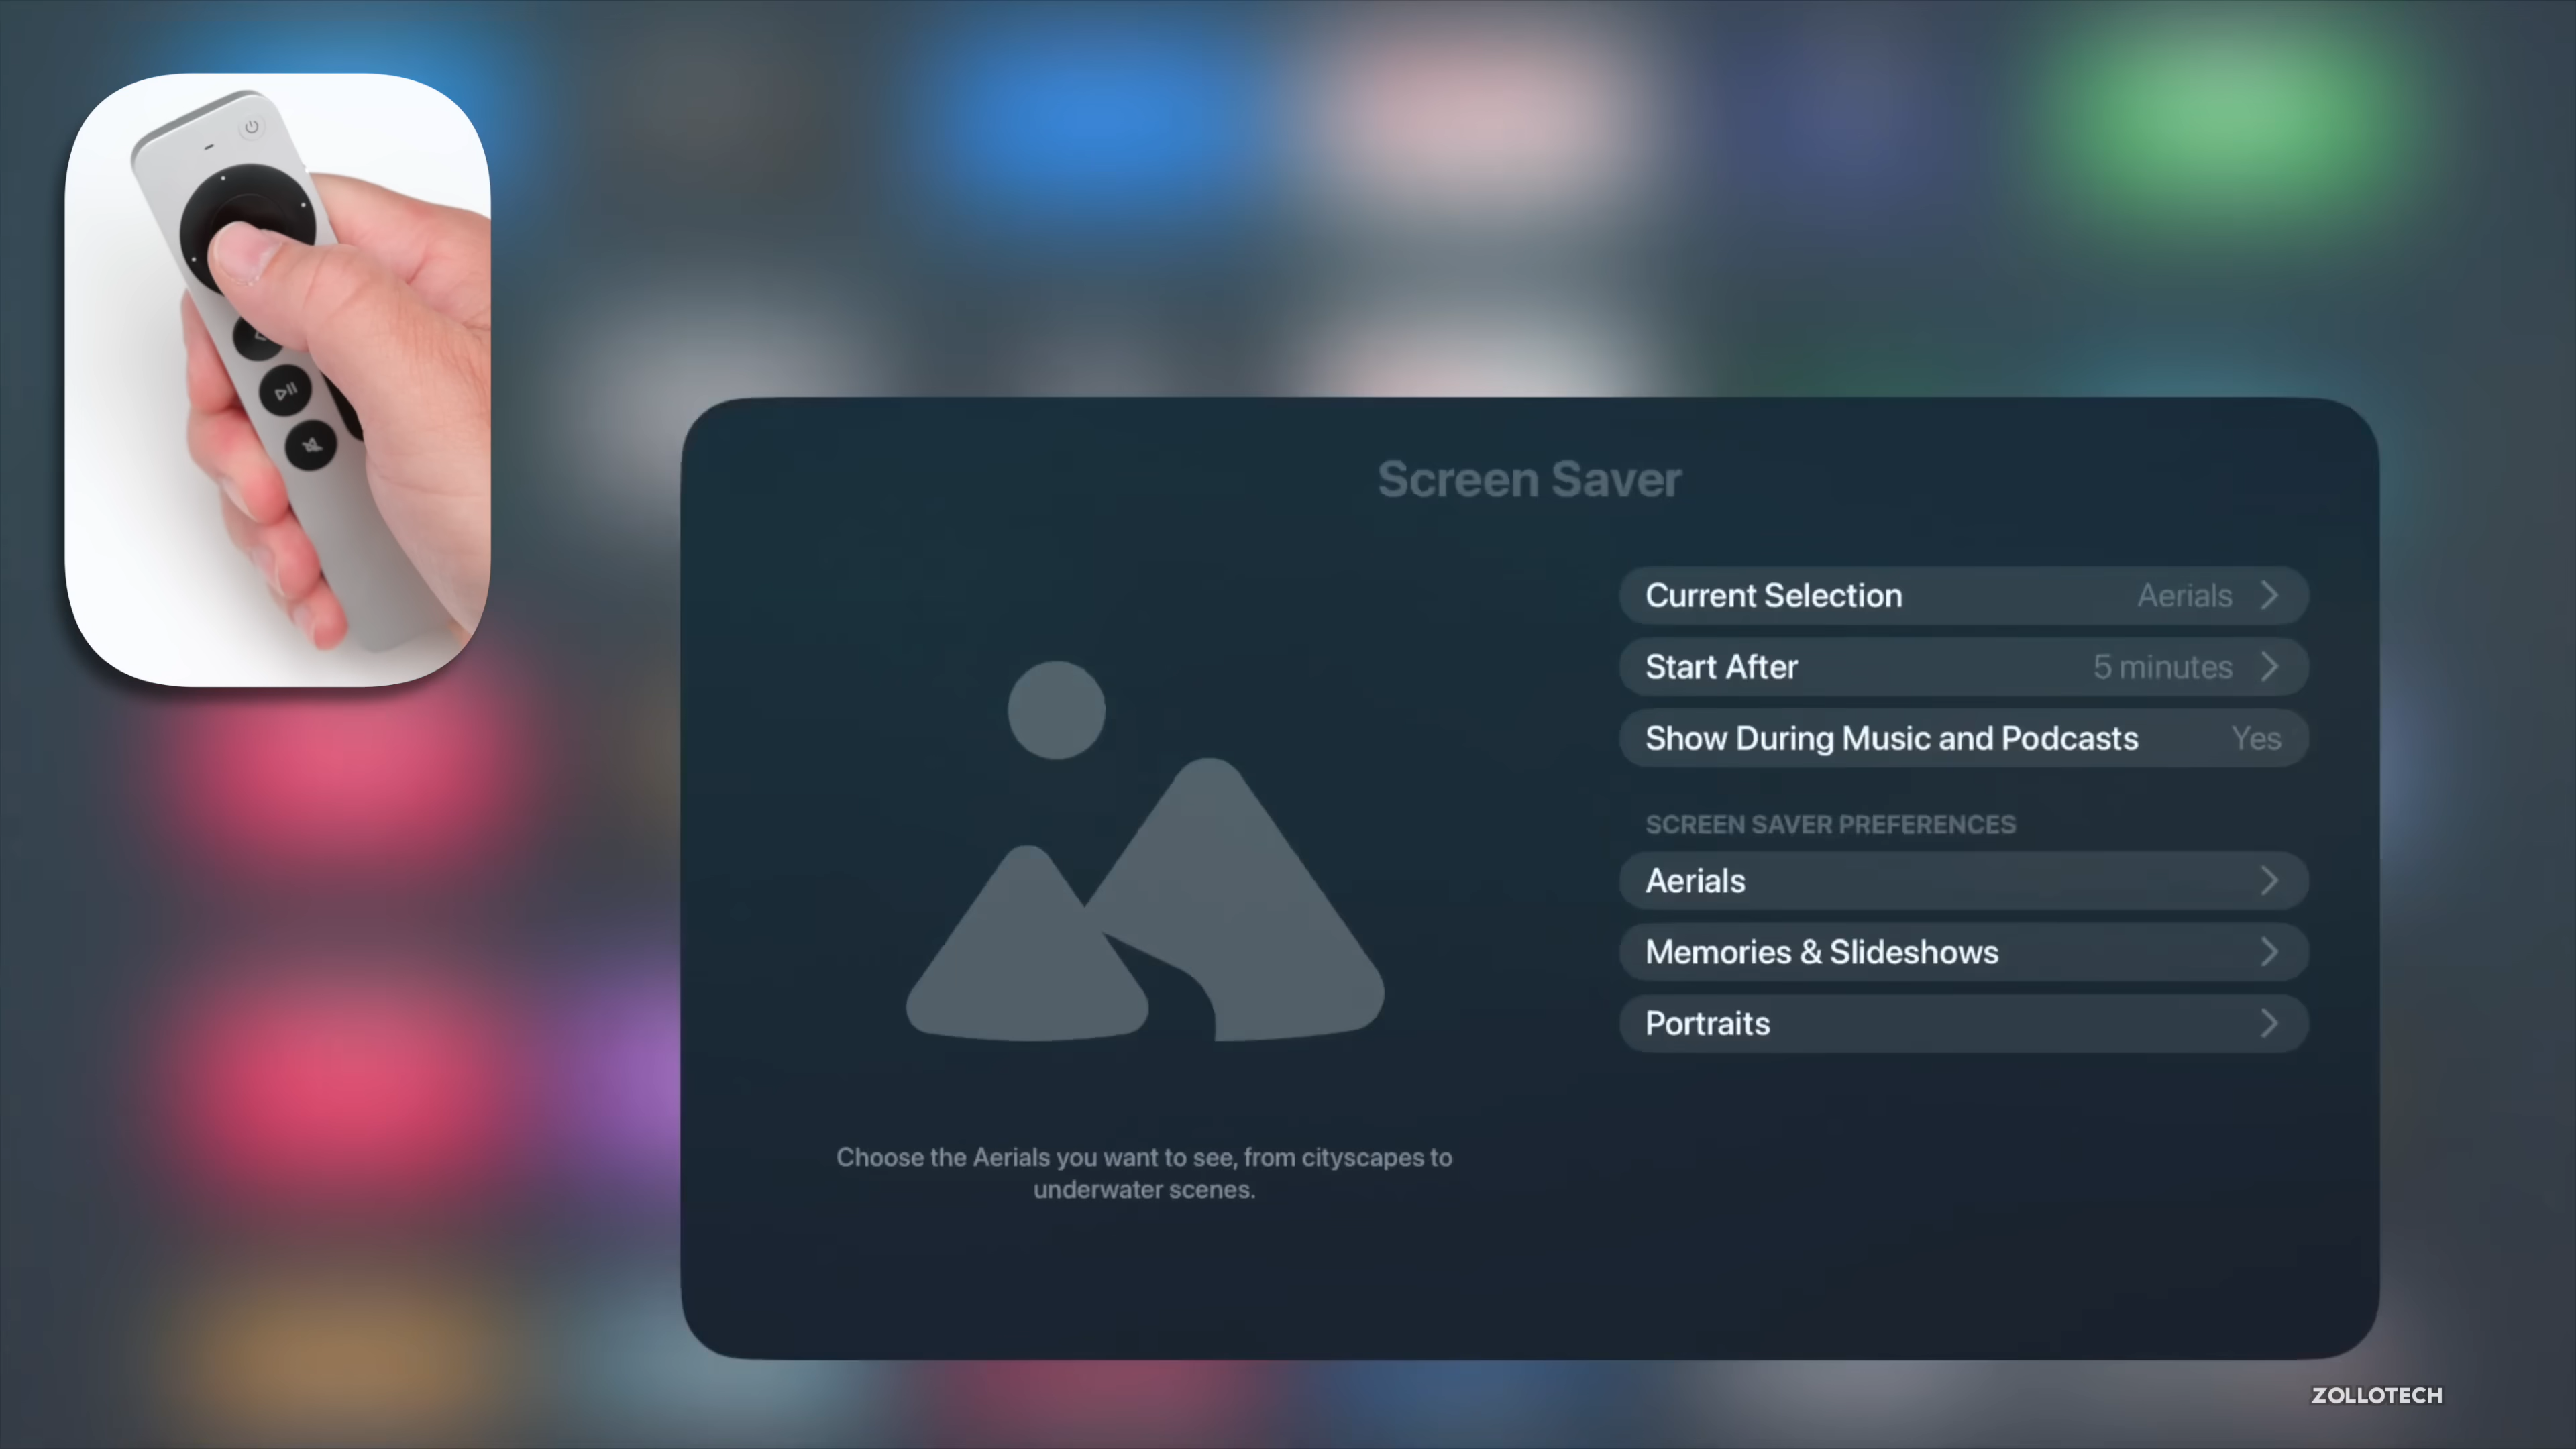 Screen Saver
Current Selection Aerials
Start After 5 minutes
Show During Music and Podcasts Yes
SCREEN SAVER PREFERENCES
Aerials
Memories & Slideshows
Portraits
Choose the Aerials you want to see, from cityscapes to
underwater scenes.
ZOLLOTECH